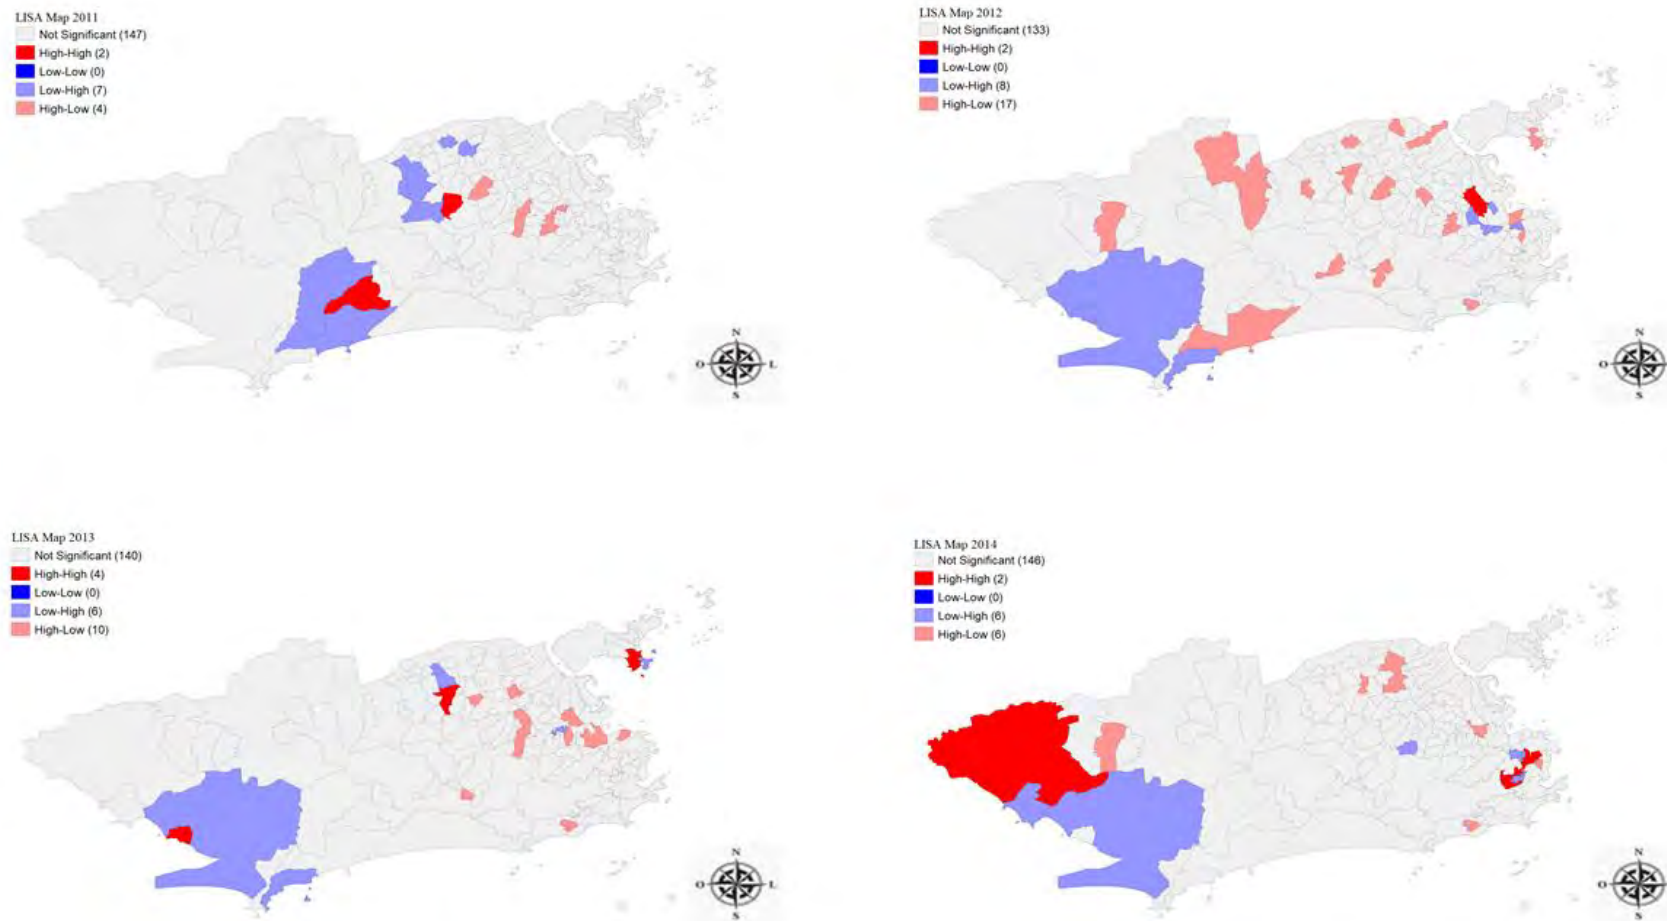 LISA Map 2011
Not Significant (147)
High-High (2)
Low-Low (0)
Low-High (7)
High-Low (4)
N
O L
S
LISA Map 2012
Not Significant (133)
High-High (2)
Low-Low (0)
Low-High (8)
High-Low (17)
N
O
S
LISA Map 2013
Not Significant (140)
High-High (4)
Low-Low (0)
Low-High (6)
High-Low (10)
N
O L
S
LISA Map 2014
Not Significant (146)
High-High (2)
Low-Low (0)
Low-High (6)
High-Low (6)
N
O
S